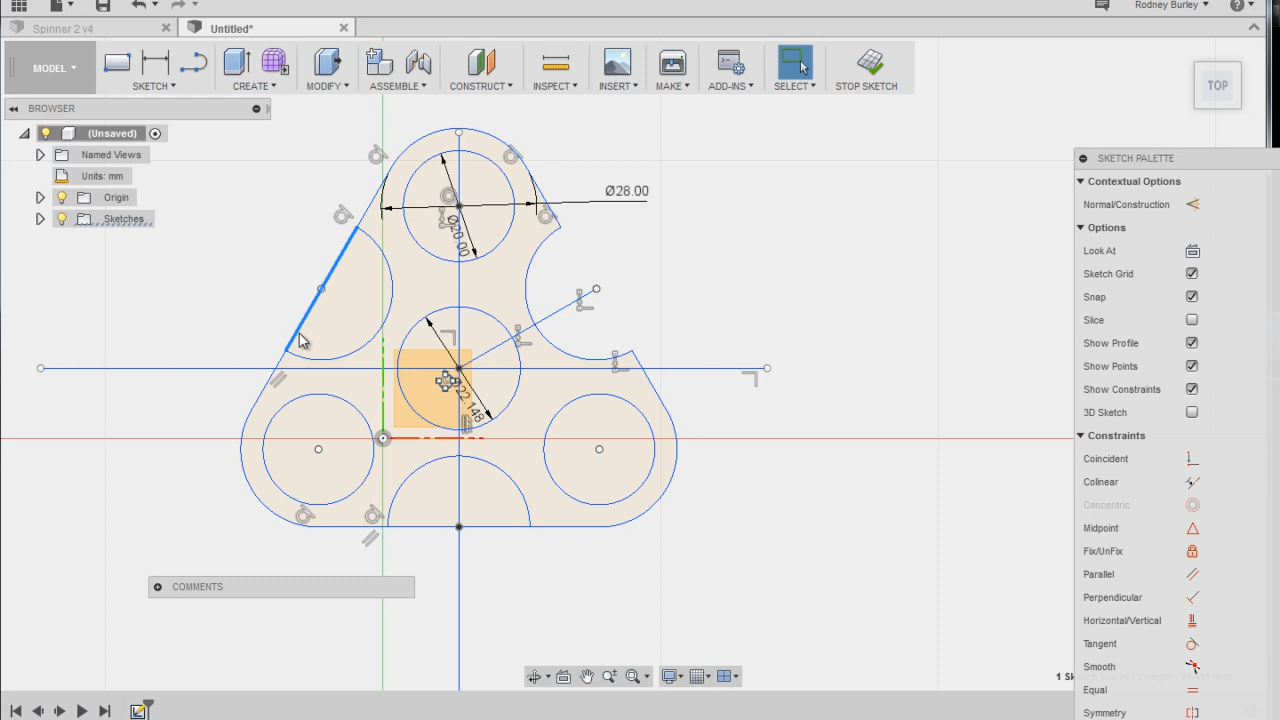 Rodney Burley
Spinner 2 v4
Untitled*
MODEL
SKETCH
CREATE
MODIFY
ASSEMBLE
CONSTRUCT
INSPECT
INSERT
MAKE
ADD-INS
SELECT
STOP SKETCH
TOP
BROWSER
(Unsaved)
Named Views
Units: mm
Origin
Sketches
Ø28.00
Ø20.00
Ø22.148
COMMENTS
SKETCH PALETTE
Contextual Options
Normal/Construction
Options
Look At
Sketch Grid
Snap
Slice
Show Profile
Show Points
Show Constraints
3D Sketch
Constraints
Coincident
Colinear
Concentric
Midpoint
Fix/UnFix
Parallel
Perpendicular
Horizontal/Vertical
Tangent
Smooth
Equal
Symmetry